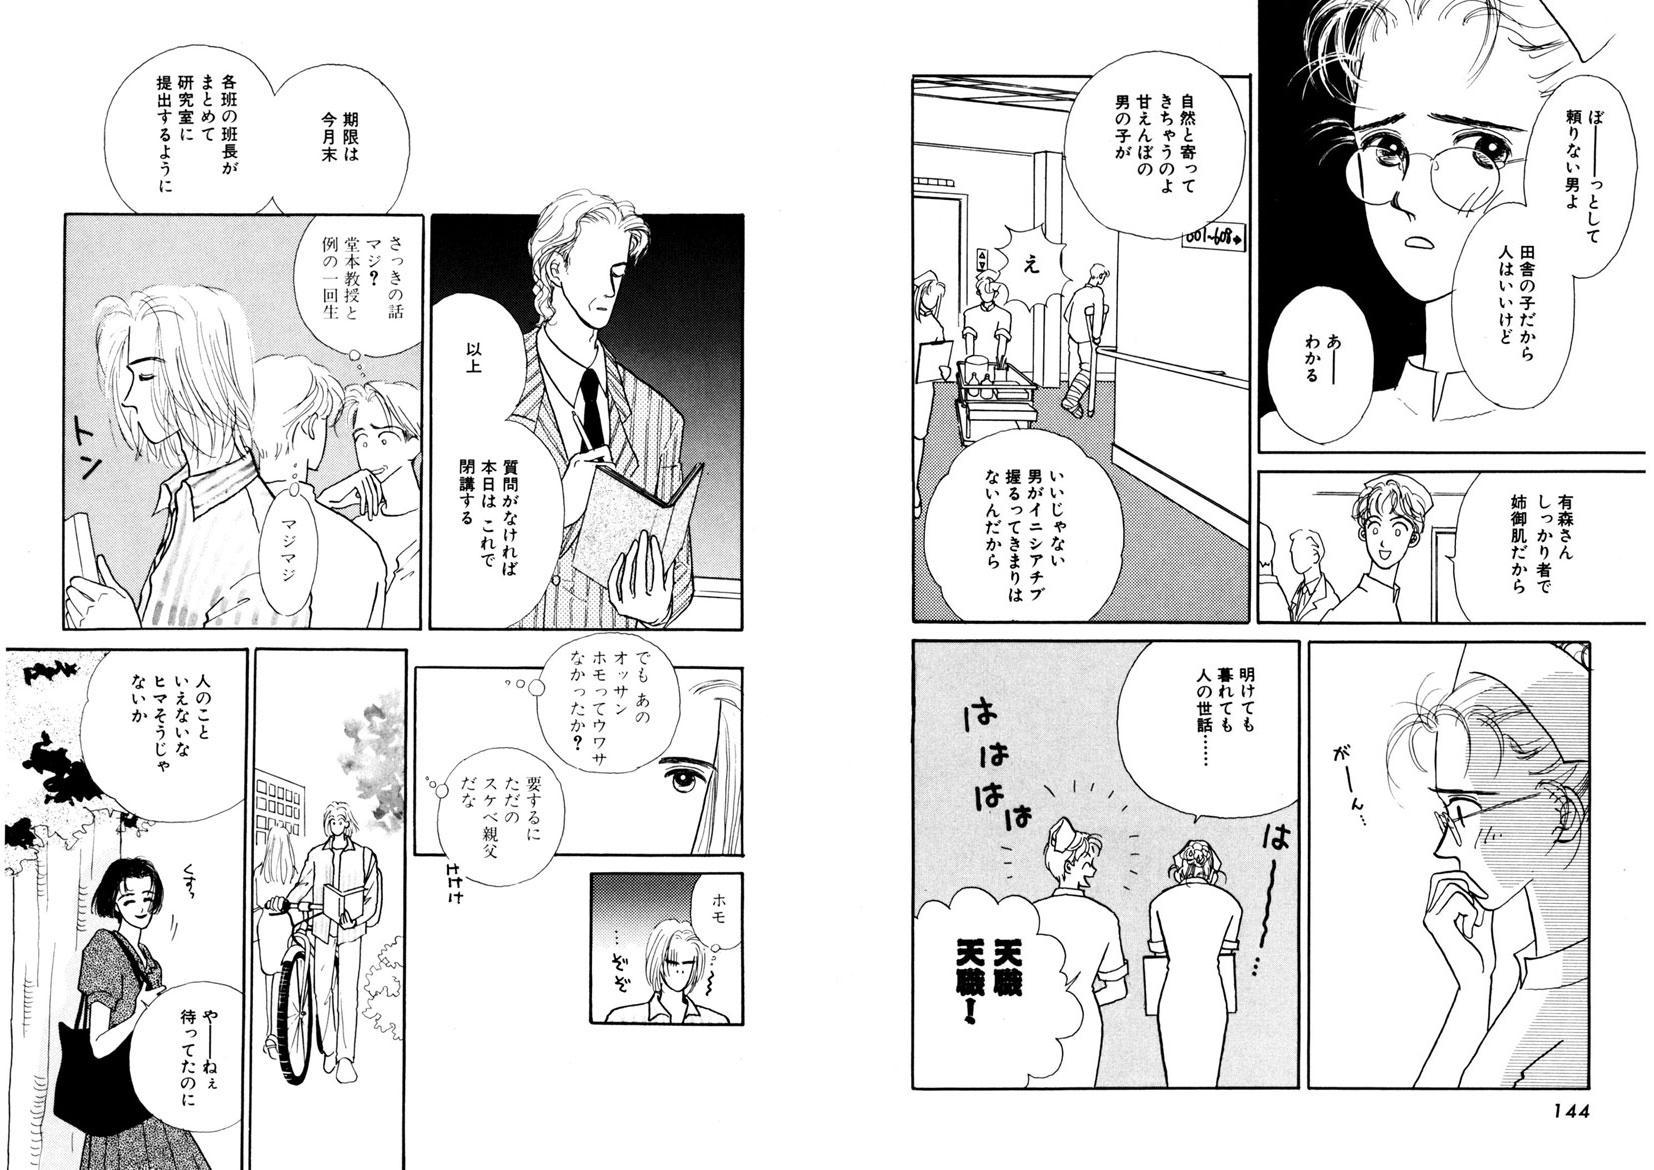 ぼ――っとして
頼りない男よ
田舎の子だから
人はいいけど
あ――
わかる
自然と寄って
きちゃうのよ
甘えんぼの
男の子が
え
601~608→
いいじゃない
男がイニシアチブ
握るってきまりは
ないんだから
有森さん
しっかり者で
姉御肌だから
が――ん…
明けても
暮れても
人の世話……
は――――…
は
は
は
は
天職
天職!
144
期限は
今月末
各班の班長が
まとめて
研究室に
提出するように
以上
質問がなければ
本日は これで
閉講する
さっきの話
マジ?
堂本教授と
例の一回生
マジマジ
トン
でも あの
オッサン
ホモってウワサ
なかったか?
要するに
ただの
スケベ親父
だな
ケケケ
ホモ
…ぞぞ
人のこと
いえないな
ヒマそうじゃ
ないか
くすっ
や――ねぇ
待ってたのに